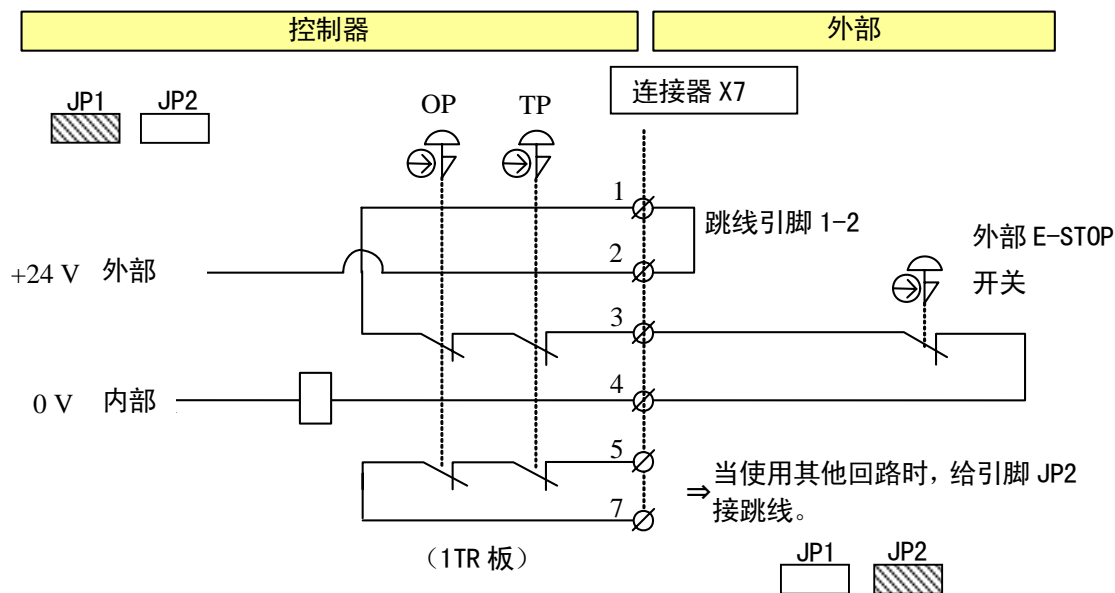 控制器
外部
连接器 X7
JP1
JP2
OP
TP
1
跳线引脚 1-2
外部 E-STOP
开关
+24 V 外部
2
3
0 V 内部
4
5
⇒当使用其他回路时，给引脚 JP2
接跳线。
7
（1TR 板）
JP1
JP2